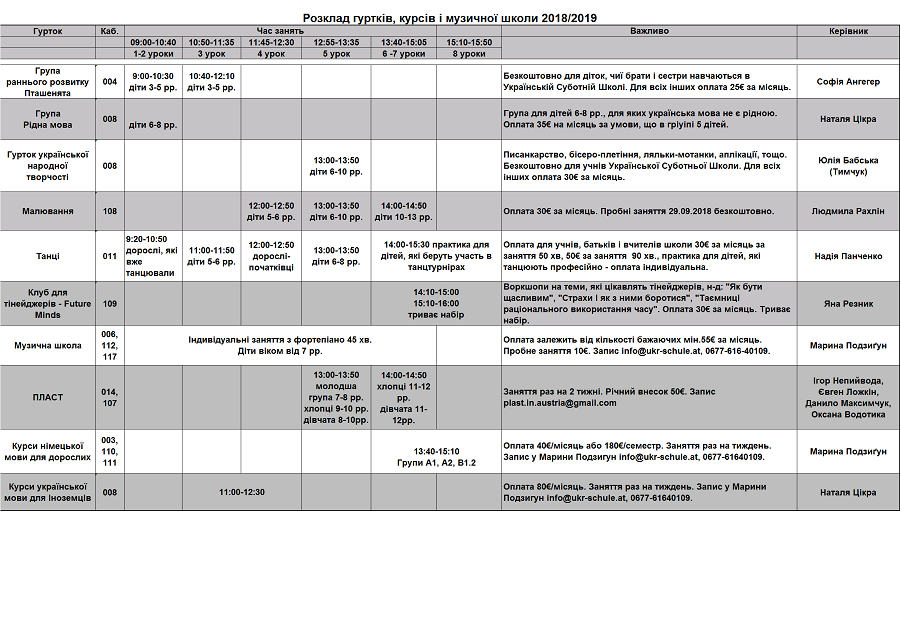 Розклад гуртків, курсів і музичної школи 2018/2019
Гурток Каб. Час занять Важливо Керівник
09:00-10:40 10:50-11:35 11:45-12:30 12:55-13:35 13:40-15:05 15:10-15:50
1-2 уроки 3 урок 4 урок 5 урок 6 -7 уроки 8 уроки
Група
раннього розвитку
Пташенята
004
9:00-10:30
діти 3-5 рр.
10:40-12:10
діти 3-5 рр.
Безкоштовно для діток, чиї брати і сестри навчаються в
Українській Суботній Школі. Для всіх інших оплата 25€ за місяць.
Софія Ангегер
Група
Рідна мова
008
діти 6-8 рр.
Група для дітей 6-8 рр., для яких українська мова не є рідною.
Оплата 35€ на місяць за умови, що в гріуіпі 5 дітей.
Наталя Цікра
Гурток української
народної
творчості
008
13:00-13:50
діти 6-10 рр.
Писанкарство, бісеро-плетіння, ляльки-мотанки, аплікації, тощо.
Безкоштовно для учнів Української Суботньої Школи. Для всіх
інших оплата 30€ за місяць.
Юлія Бабська
(Тимчук)
Малювання
108
12:00-12:50
діти 5-6 рр.
13:00-13:50
діти 6-10 рр.
14:00-14:50
діти 10-13 рр.
Оплата 30€ за місяць. Пробні заняття 29.09.2018 безкоштовно.
Людмила Рахлін
Танці
011
9:20-10:50
дорослі, які
вже
танцювали
11:00-11:50
діти 5-6 рр.
12:00-12:50
дорослі-
початківці
13:00-13:50
діти 6-8 рр.
14:00-15:30 практика для
дітей, які беруть участь в
танцтурнірах
Оплата для учнів, батьків і вчителів школи 30€ за місяць за
заняття 50 хв, 50€ за заняття 90 хв., практика для дітей, які
танцюють професійно - оплата індивідуальна.
Надія Панченко
Клуб для
тінейджерів - Future
Minds
109
14:10-15:00
15:10-16:00
триває набір
Воркшопи на теми, які цікавлять тінейджерів, н-д: "Як бути
щасливим", "Страхи і як з ними боротися", "Таємниці
раціонального використання часу". Оплата 30€ за місяць. Триває
набір.
Яна Резник
Музична школа
006,
112,
117
Індивідуальні заняття з фортепіано 45 хв.
Діти віком від 7 рр.
Оплата залежить від кількості бажаючих мін.55€ за місяць.
Пробне заняття 10€. Запис info@ukr-schule.at, 0677-616-40109.
Марина Подзиґун
ПЛАСТ
014,
107
13:00-13:50
молодша
група 7-8 рр.
хлопці 9-10 рр.
дівчата 8-10рр.
14:00-14:50
хлопці 11-12
рр.
дівчата 11-
12рр.
Заняття раз на 2 тижні. Річний внесок 50€. Запис
plast.in.austria@gmail.com
Ігор Непийвода,
Євген Ложкін,
Данило Максимчук,
Оксана Водотика
Курси німецької
мови для дорослих
003,
110,
111
13:40-15:10
Групи А1, А2, В1.2
Оплата 40€/місяць або 180€/семестр. Заняття раз на тиждень.
Запис у Марини Подзигун info@ukr-schule.at, 0677-61640109.
Марина Подзиґун
Курси української
мови для іноземців
008
11:00-12:30
Оплата 80€/місяць. Заняття раз на тиждень. Запис у Марини
Подзигун info@ukr-schule.at, 0677-61640109.
Наталя Цікра